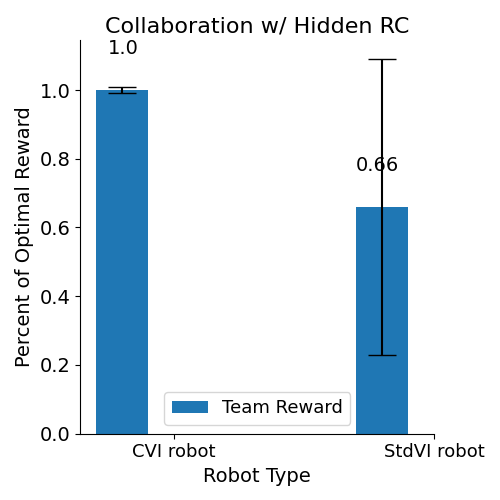 Collaboration w/ Hidden RC
1.0
0.66
Percent of Optimal Reward
1.0
0.8
0.6
0.4
0.2
0.0
Team Reward
CVI robot
StdVI robot
Robot Type